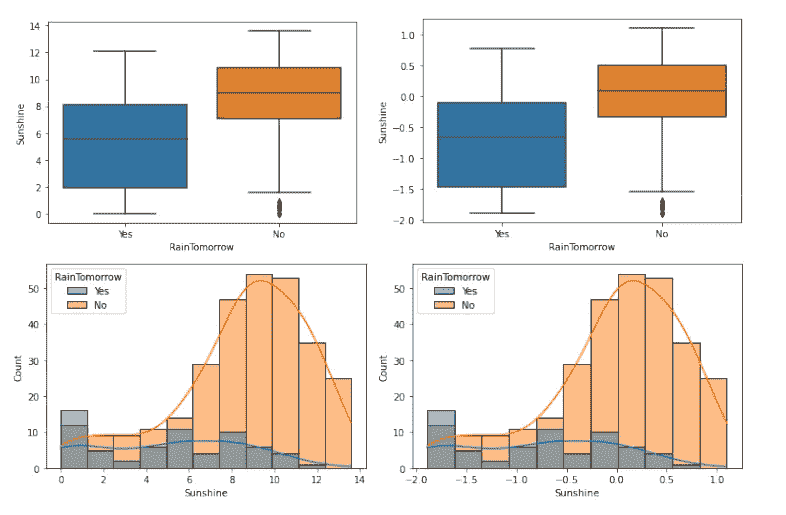 14
12
10
8
6
4
2
0
Sunshine
Yes
No
RainTomorrow
1.0
0.5
0.0
−0.5
−1.0
−1.5
−2.0
Sunshine
Yes
No
RainTomorrow
RainTomorrow
Yes
No
50
40
30
20
10
0
Count
0 2 4 6 8 10 12 14
Sunshine
RainTomorrow
Yes
No
50
40
30
20
10
0
Count
−2.0 −1.5 −1.0 −0.5 0.0 0.5 1.0
Sunshine